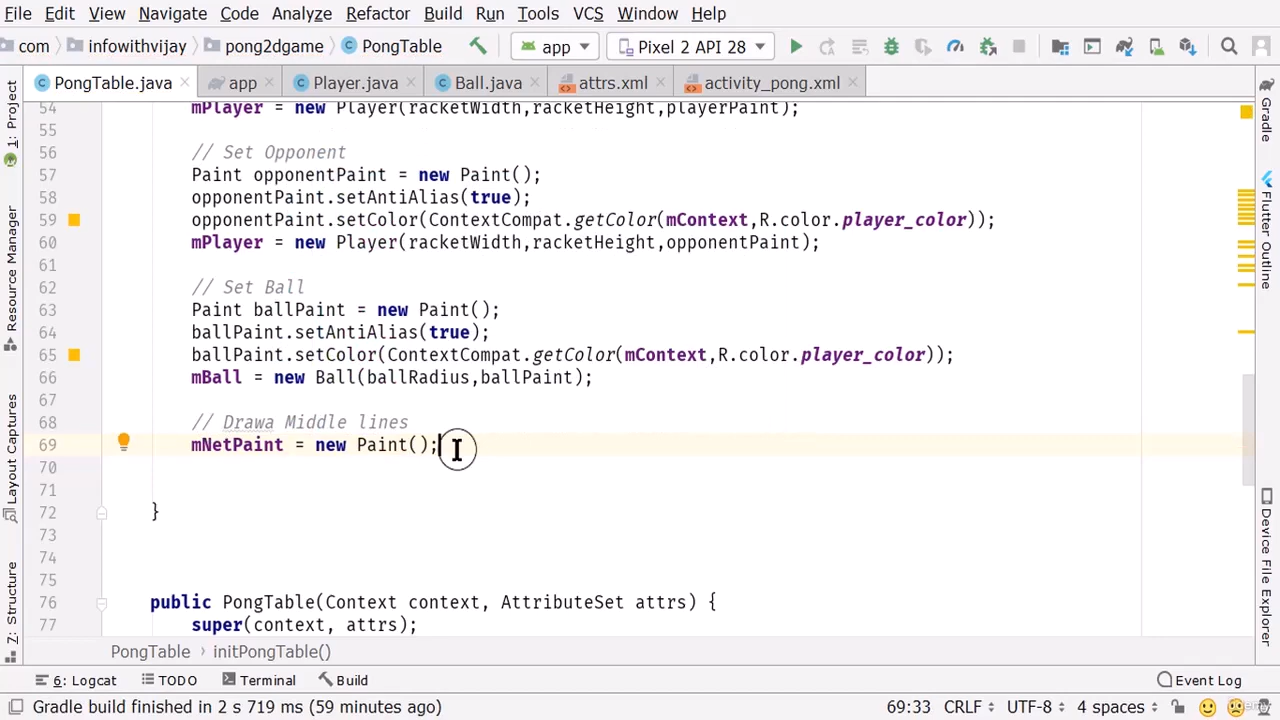 File Edit View Navigate Code Analyze Refactor Build Run Tools VCS Window Help
com infowithvijay pong2dgame PongTable app Pixel 2 API 28
PongTable.java app Player.java Ball.java attrs.xml activity_pong.xml
1: Project
Resource Manager
Layout Captures
Z: Structure
54 mPlayer = new Player(racketWidth,racketHeight,playerPaint);
55
56 // Set Opponent
57 Paint opponentPaint = new Paint();
58 opponentPaint.setAntiAlias(true);
59 opponentPaint.setColor(ContextCompat.getColor(mContext,R.color.player_color));
60 mPlayer = new Player(racketWidth,racketHeight,opponentPaint);
61
62 // Set Ball
63 Paint ballPaint = new Paint();
64 ballPaint.setAntiAlias(true);
65 ballPaint.setColor(ContextCompat.getColor(mContext,R.color.player_color));
66 mBall = new Ball(ballRadius,ballPaint);
67
68 // Drawa Middle lines
69 mNetPaint = new Paint();
70
71
72 }
73
74
75
76 public PongTable(Context context, AttributeSet attrs) {
77 super(context, attrs);
Gradle
Flutter Outline
Device File Explorer
PongTable › initPongTable()
6: Logcat TODO Terminal Build Event Log
Gradle build finished in 2 s 719 ms (59 minutes ago) 69:33 CRLF UTF-8 4 spaces